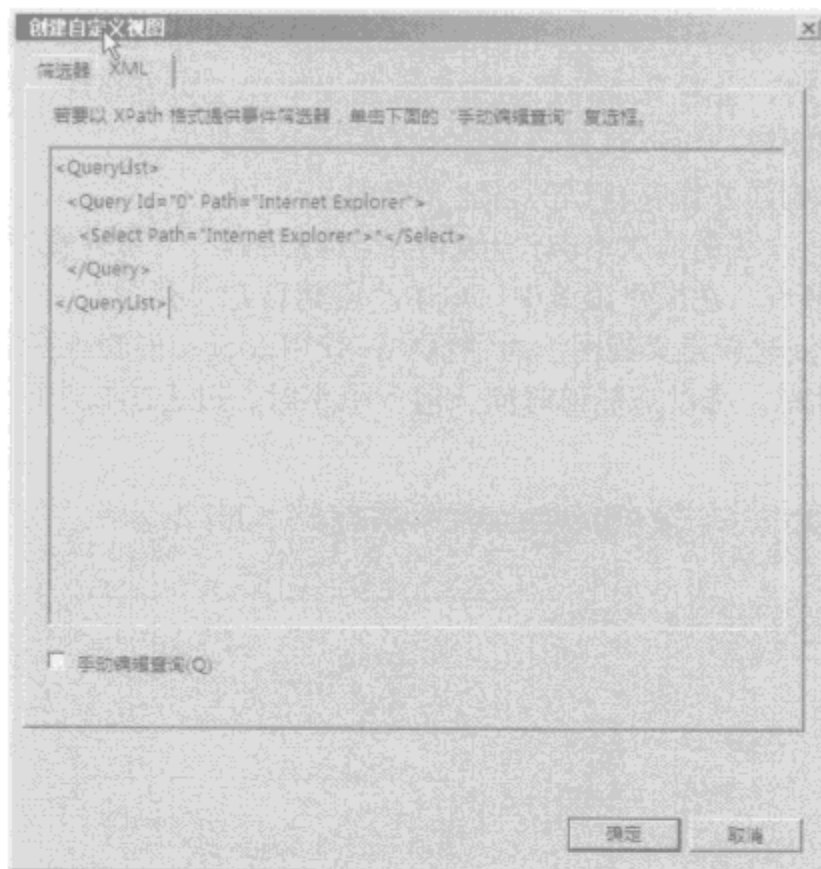 创建自定义视图
筛选器 XML
若要以 XPath 格式提供事件筛选器，单击下面的“手动编辑查询”复选框。
<QueryList>
<Query Id="0" Path="Internet Explorer">
<Select Path="Internet Explorer">*</Select>
</Query>
</QueryList>
手动编辑查询(Q)
确定 取消